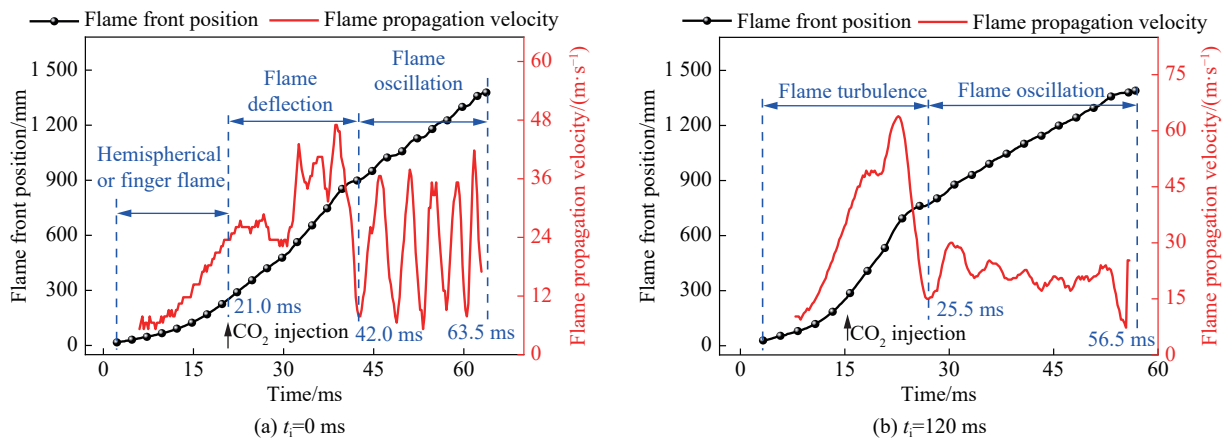 Flame front position Flame propagation velocity
Flame front position/mm
1 500
1 200
900
600
300
0
Flame
deflection
Flame
oscillation
Hemispherical
or finger flame
21.0 ms
CO2 injection
42.0 ms
63.5 ms
60
48
36
24
12
0
Flame propagation velocity/(m·s⁻¹)
0 15 30 45 60
Time/ms
(a) ti=0 ms
Flame front position Flame propagation velocity
Flame front position/mm
1 500
1 200
900
600
300
0
Flame turbulence
Flame oscillation
CO2 injection
25.5 ms
56.5 ms
75
60
45
30
15
0
Flame propagation velocity/(m·s⁻¹)
0 15 30 45 60
Time/ms
(b) ti=120 ms